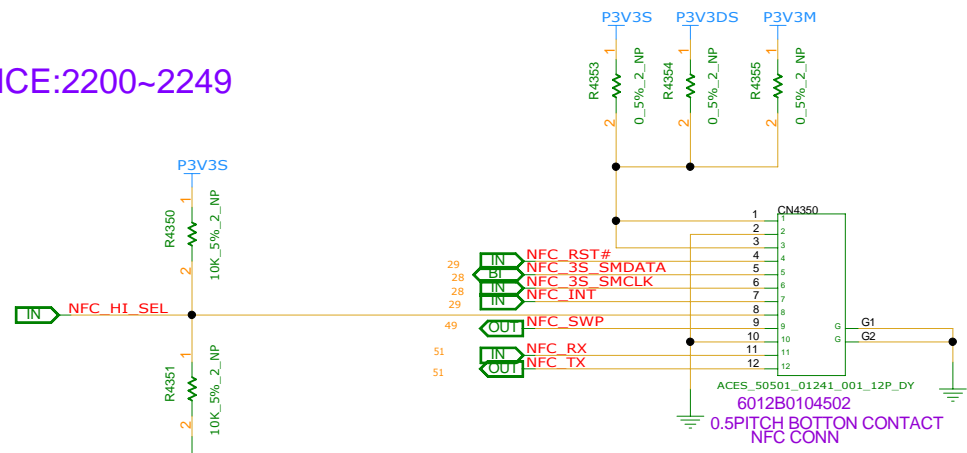 P3V3S P3V3DS P3V3M
1 1 1
R4353 0_5%_2_NP R4354 0_5%_2_NP R4355 0_5%_2_NP
2 2 2
NCE:2200~2249
P3V3S
1
R4350 10K_5%_2_NP
2
IN NFC_HI_SEL
1
R4351 10K_5%_2_NP
2
CN4350
1 1
2 2
3 3
29 IN NFC_RST# 4 4
28 BI NFC_3S_SMDATA 5 5
28 IN NFC_3S_SMCLK 6 6
29 IN NFC_INT 7 7
8 8
49 OUT NFC_SWP 9 9 G G1
10 10 G G2
51 IN NFC_RX 11 11
51 OUT NFC_TX 12 12
ACES_50501_01241_001_12P_DY
6012B0104502
0.5PITCH BOTTON CONTACT
NFC CONN